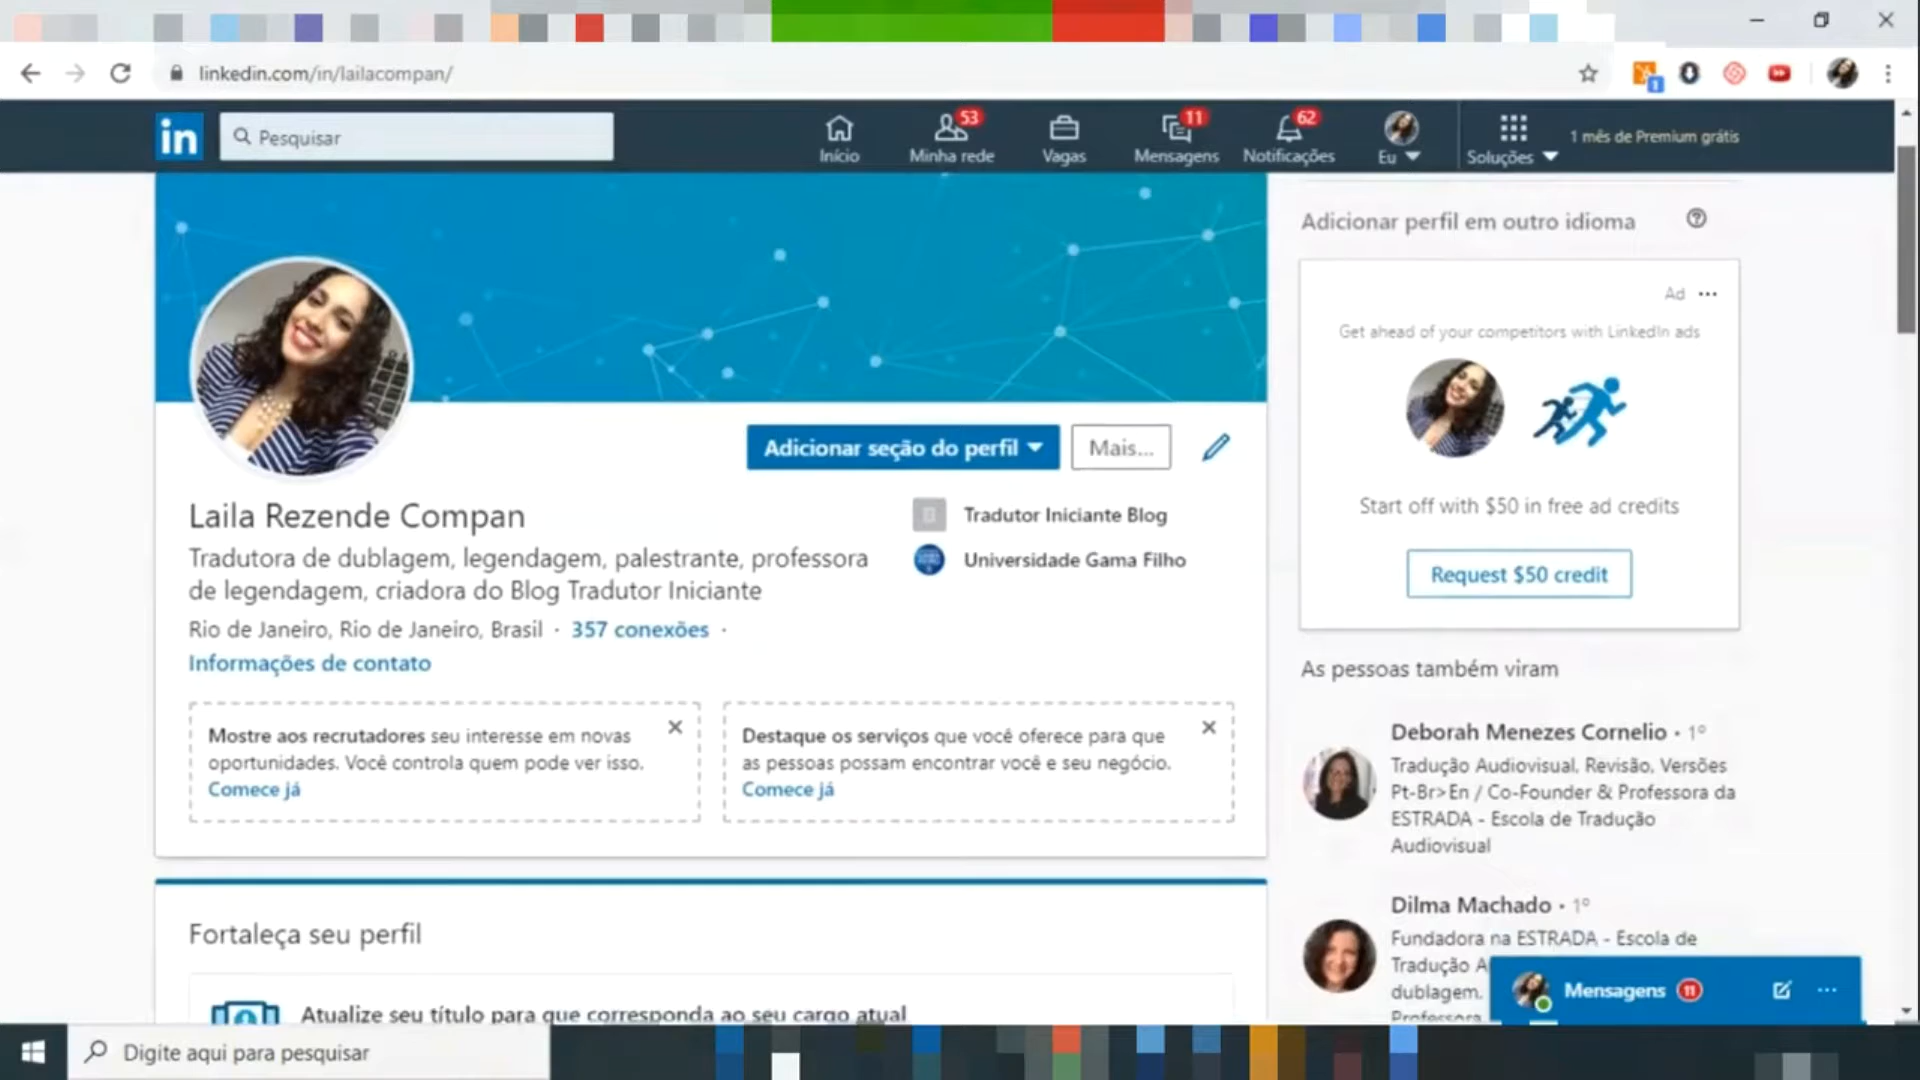 linkedin.com/in/lailacompan/
in
Pesquisar
53
11
62
Início
Minha rede
Vagas
Mensagens
Notificações
Eu
Soluções
1 mês de Premium grátis
Adicionar seção do perfil
Mais...
Laila Rezende Compan
Tradutora de dublagem, legendagem, palestrante, professora
de legendagem, criadora do Blog Tradutor Iniciante
Rio de Janeiro, Rio de Janeiro, Brasil · 357 conexões ·
Informações de contato
Tradutor Iniciante Blog
Universidade Gama Filho
Mostre aos recrutadores seu interesse em novas
oportunidades. Você controla quem pode ver isso.
Comece já
Destaque os serviços que você oferece para que
as pessoas possam encontrar você e seu negócio.
Comece já
Fortaleça seu perfil
Atualize seu título para que corresponda ao seu cargo atual
Adicionar perfil em outro idioma
Ad
Get ahead of your competitors with LinkedIn ads
Start off with $50 in free ad credits
Request $50 credit
As pessoas também viram
Deborah Menezes Cornelio • 1º
Tradução Audiovisual, Revisão, Versões
Pt-Br>En / Co-Founder & Professora da
ESTRADA - Escola de Tradução
Audiovisual
Dilma Machado • 1º
Fundadora na ESTRADA - Escola de
Tradução A
dublagem.
Professora
Mensagens 11
Digite aqui para pesquisar